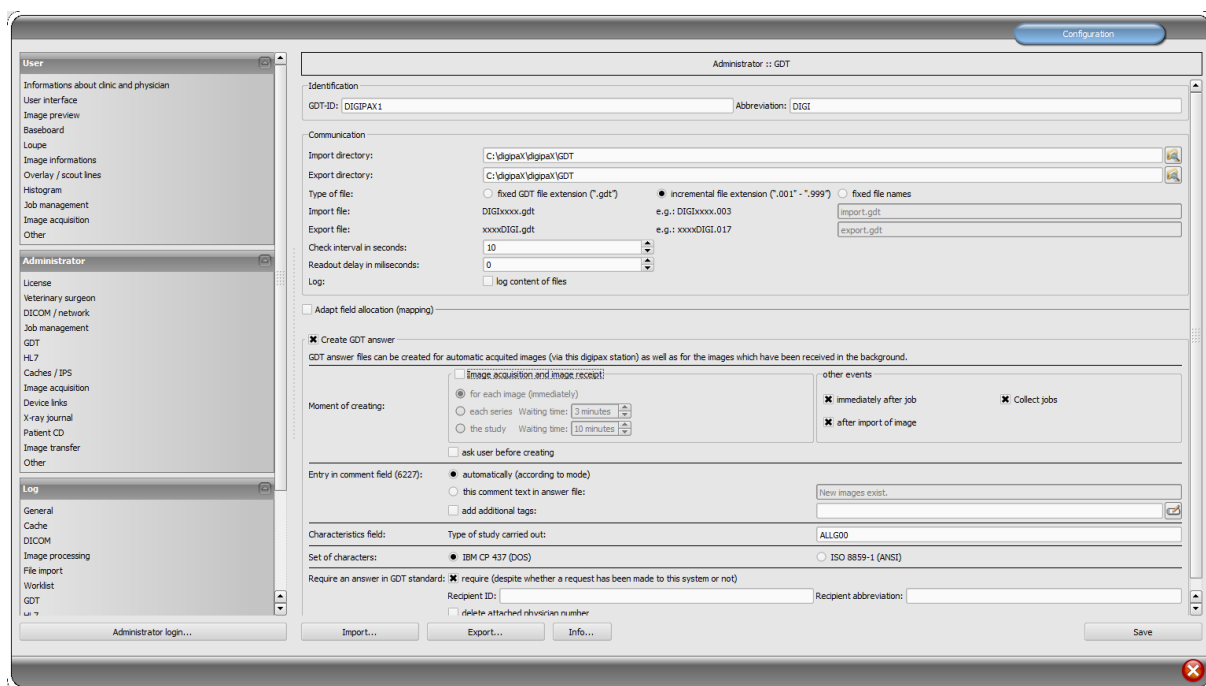 Configuration
User
Informations about clinic and physician
User interface
Image preview
Baseboard
Loupe
Image informations
Overlay / scout lines
Histogram
Job management
Image acquisition
Other
Administrator
License
Veterinary surgeon
DICOM / network
Job management
GDT
HL7
Caches / IPS
Image acquisition
Device links
X-ray journal
Patient CD
Image transfer
Other
Log
General
Cache
DICOM
Image processing
File import
Worklist
GDT
HL7
Administrator login...
Administrator :: GDT
Identification
GDT-ID: DIGIPAX1 Abbreviation: DIGI
Communication
Import directory: C:\digipaX\digipaX\GDT
Export directory: C:\digipaX\digipaX\GDT
Type of file: fixed GDT file extension (".gdt") incremental file extension (".001" - ".999") fixed file names
Import file: DIGIxxxx.gdt e.g.: DIGIxxxx.003 import.gdt
Export file: xxxxDIGI.gdt e.g.: xxxxDIGI.017 export.gdt
Check interval in seconds: 10
Readout delay in miliseconds: 0
Log: log content of files
Adapt field allocation (mapping)
Create GDT answer
GDT answer files can be created for automatic acquited images (via this digipax station) as well as for the images which have been received in the background.
Image acquisition and image receipt other events
for each image (immediately) immediately after job Collect jobs
Moment of creating: each series Waiting time: 3 minutes
after import of image
the study Waiting time: 10 minutes
ask user before creating
Entry in comment field (6227): automatically (according to mode)
this comment text in answer file: New images exist.
add additional tags:
Characteristics field: Type of study carried out: ALLG00
Set of characters: IBM CP 437 (DOS) ISO 8859-1 (ANSI)
Require an answer in GDT standard: require (despite whether a request has been made to this system or not)
Recipient ID: Recipient abbreviation:
delete attached physician number
Import... Export... Info... Save